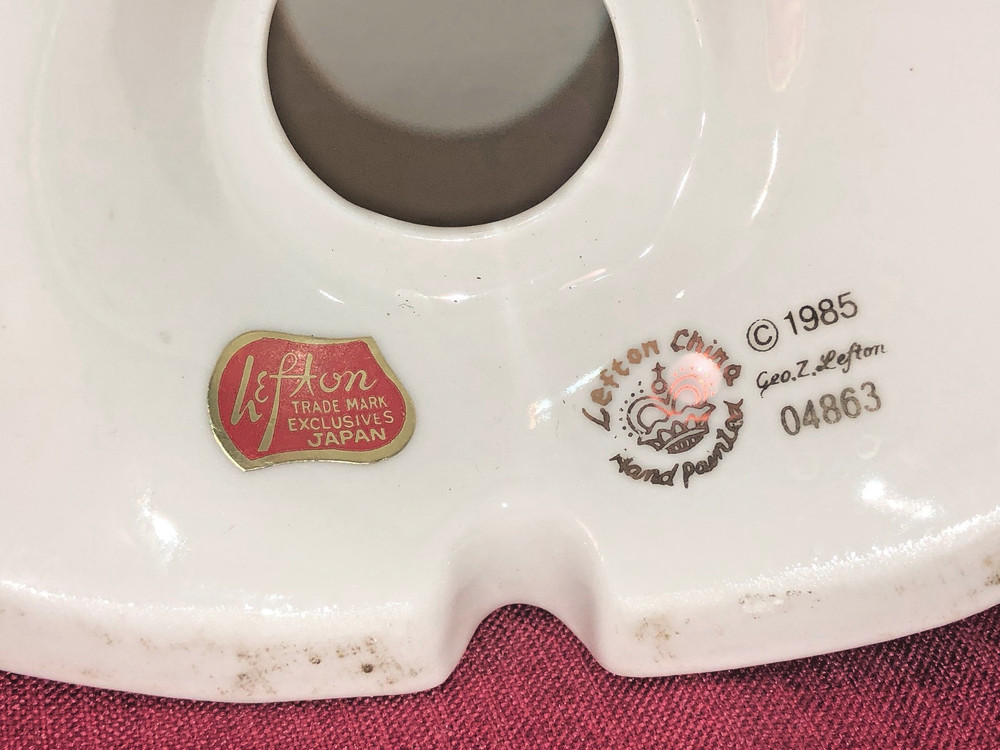 Lefton
TRADE MARK
EXCLUSIVES
JAPAN
Lefton China
Hand Painted
© 1985
Geo. Z. Lefton
04863